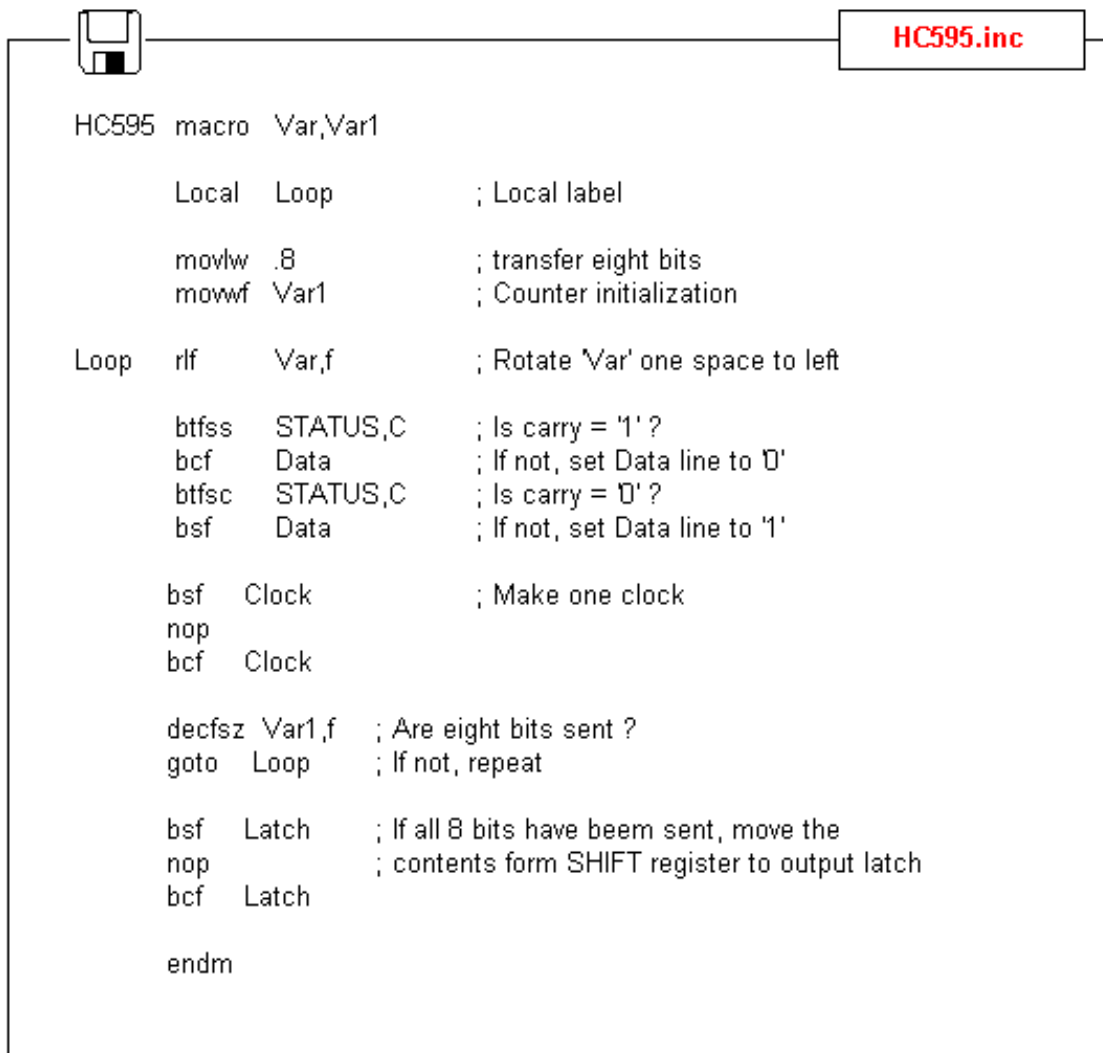 HC595.inc
HC595 macro Var,Var1
Local Loop ; Local label
movlw .8 ; transfer eight bits
movwf Var1 ; Counter initialization
Loop rlf Var,f ; Rotate 'Var' one space to left
btfss STATUS,C ; Is carry = '1' ?
bcf Data ; If not, set Data line to '0'
btfsc STATUS,C ; Is carry = '0' ?
bsf Data ; If not, set Data line to '1'
bsf Clock ; Make one clock
nop
bcf Clock
decfsz Var1,f ; Are eight bits sent ?
goto Loop ; If not, repeat
bsf Latch ; If all 8 bits have beem sent, move the
nop ; contents form SHIFT register to output latch
bcf Latch
endm